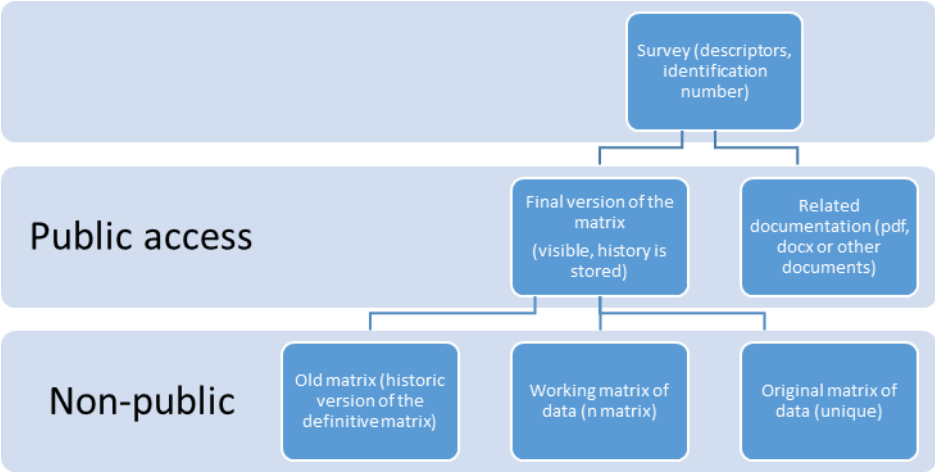 Survey (descriptors,
identification
number)
Public access
Final version of the
matrix
(visible, history is
stored)
Related
documentation (pdf,
docx or other
documents)
Non-public
Old matrix (historic
version of the
definitive matrix)
Working matrix of
data (n matrix)
Original matrix of
data (unique)